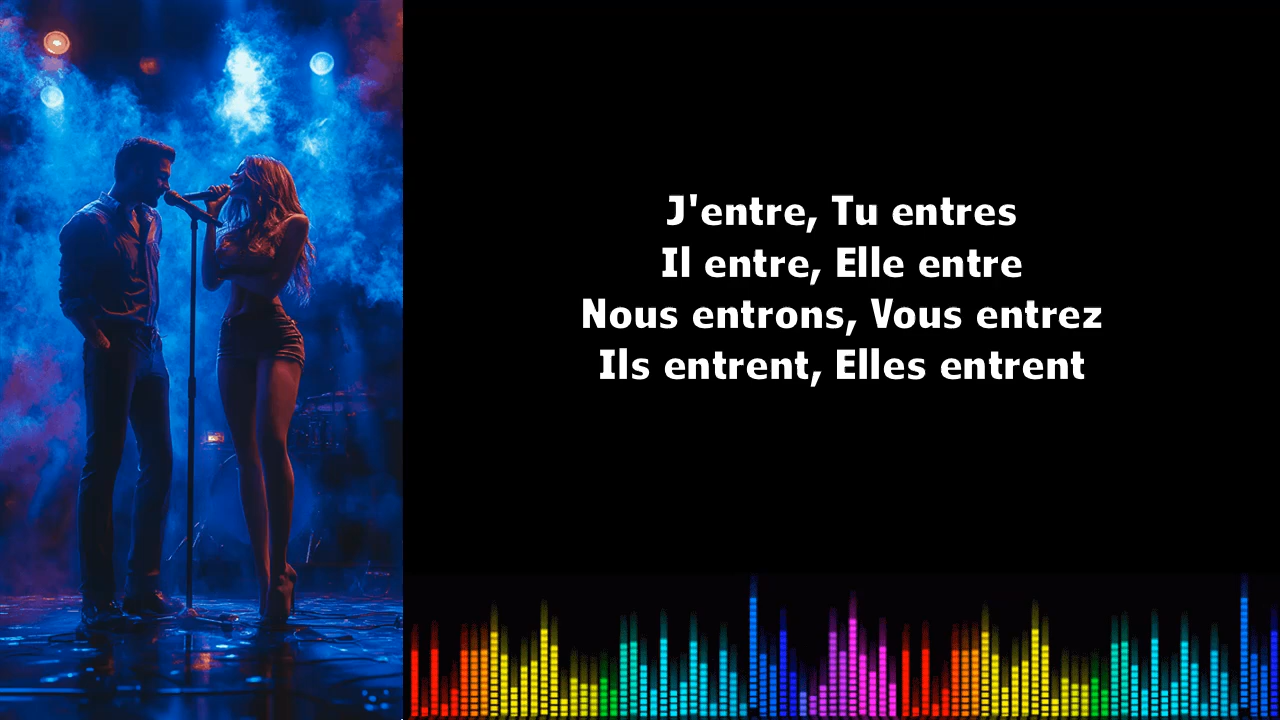 J'entre, Tu entres
Il entre, Elle entre
Nous entrons, Vous entrez
Ils entrent, Elles entrent